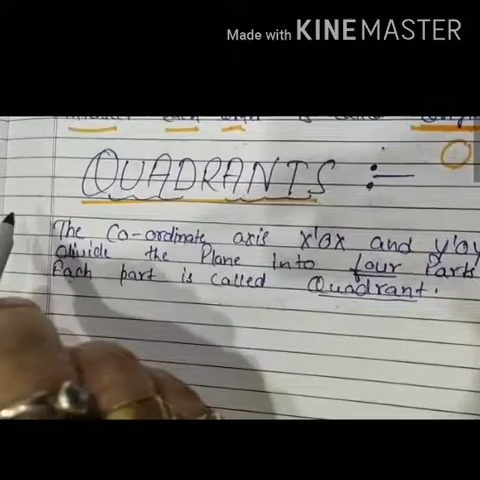 Made with KINEMASTER
each
QUADRANTS :-
The Co-ordinate axis X'OX and Y'OY
divide the Plane Into four Parts
Each part is called Quadrant.